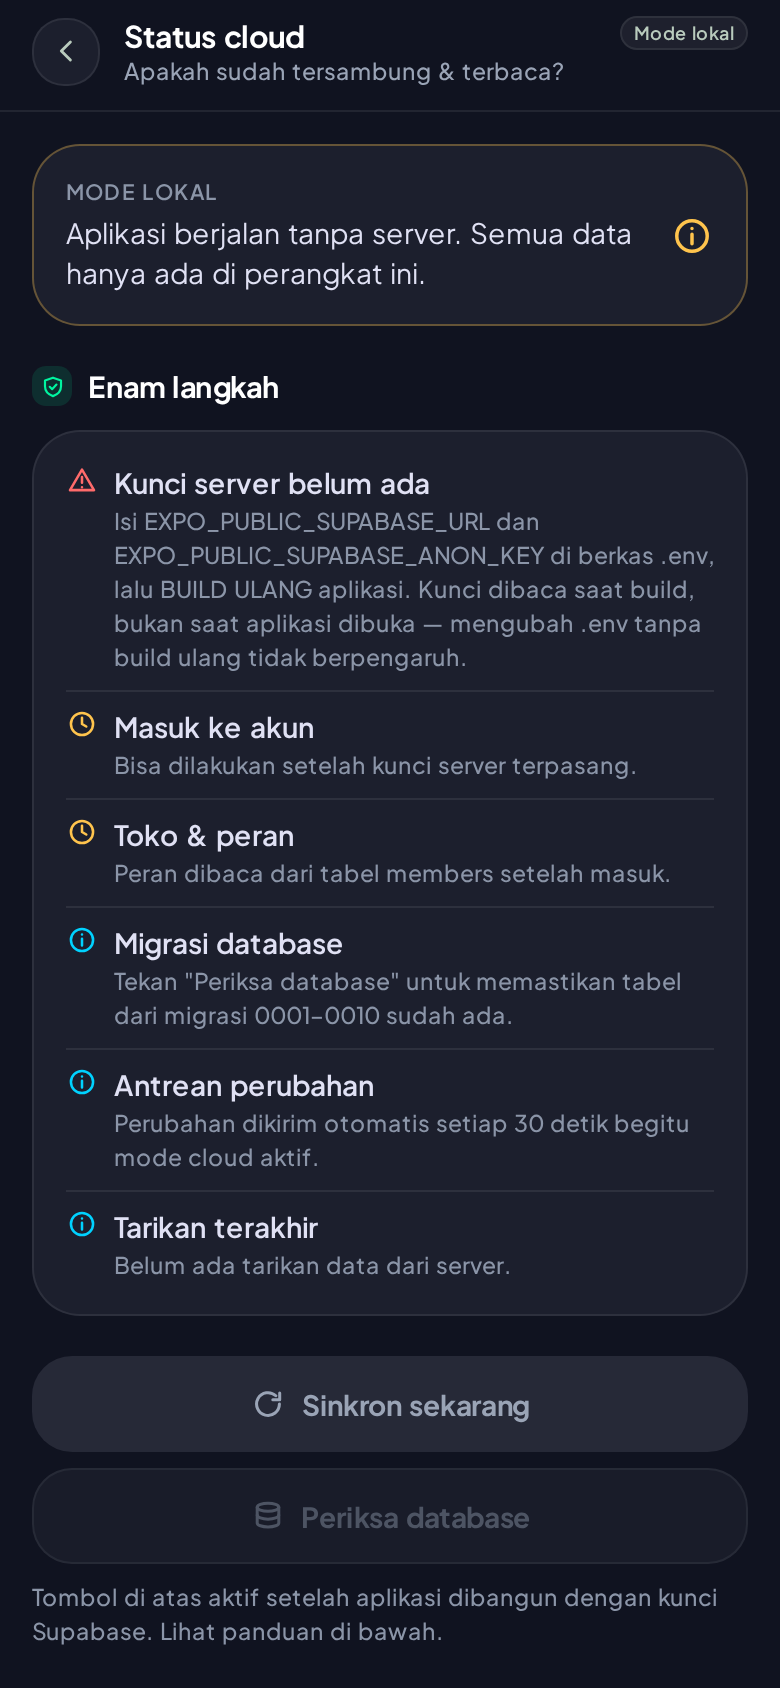 Status cloud
Mode lokal
Apakah sudah tersambung & terbaca?
MODE LOKAL
Aplikasi berjalan tanpa server. Semua data
hanya ada di perangkat ini.
Enam langkah
Kunci server belum ada
Isi EXPO_PUBLIC_SUPABASE_URL dan
EXPO_PUBLIC_SUPABASE_ANON_KEY di berkas .env,
lalu BUILD ULANG aplikasi. Kunci dibaca saat build,
bukan saat aplikasi dibuka — mengubah .env tanpa
build ulang tidak berpengaruh.
Masuk ke akun
Bisa dilakukan setelah kunci server terpasang.
Toko & peran
Peran dibaca dari tabel members setelah masuk.
Migrasi database
Tekan "Periksa database" untuk memastikan tabel
dari migrasi 0001–0010 sudah ada.
Antrean perubahan
Perubahan dikirim otomatis setiap 30 detik begitu
mode cloud aktif.
Tarikan terakhir
Belum ada tarikan data dari server.
Sinkron sekarang
Periksa database
Tombol di atas aktif setelah aplikasi dibangun dengan kunci
Supabase. Lihat panduan di bawah.